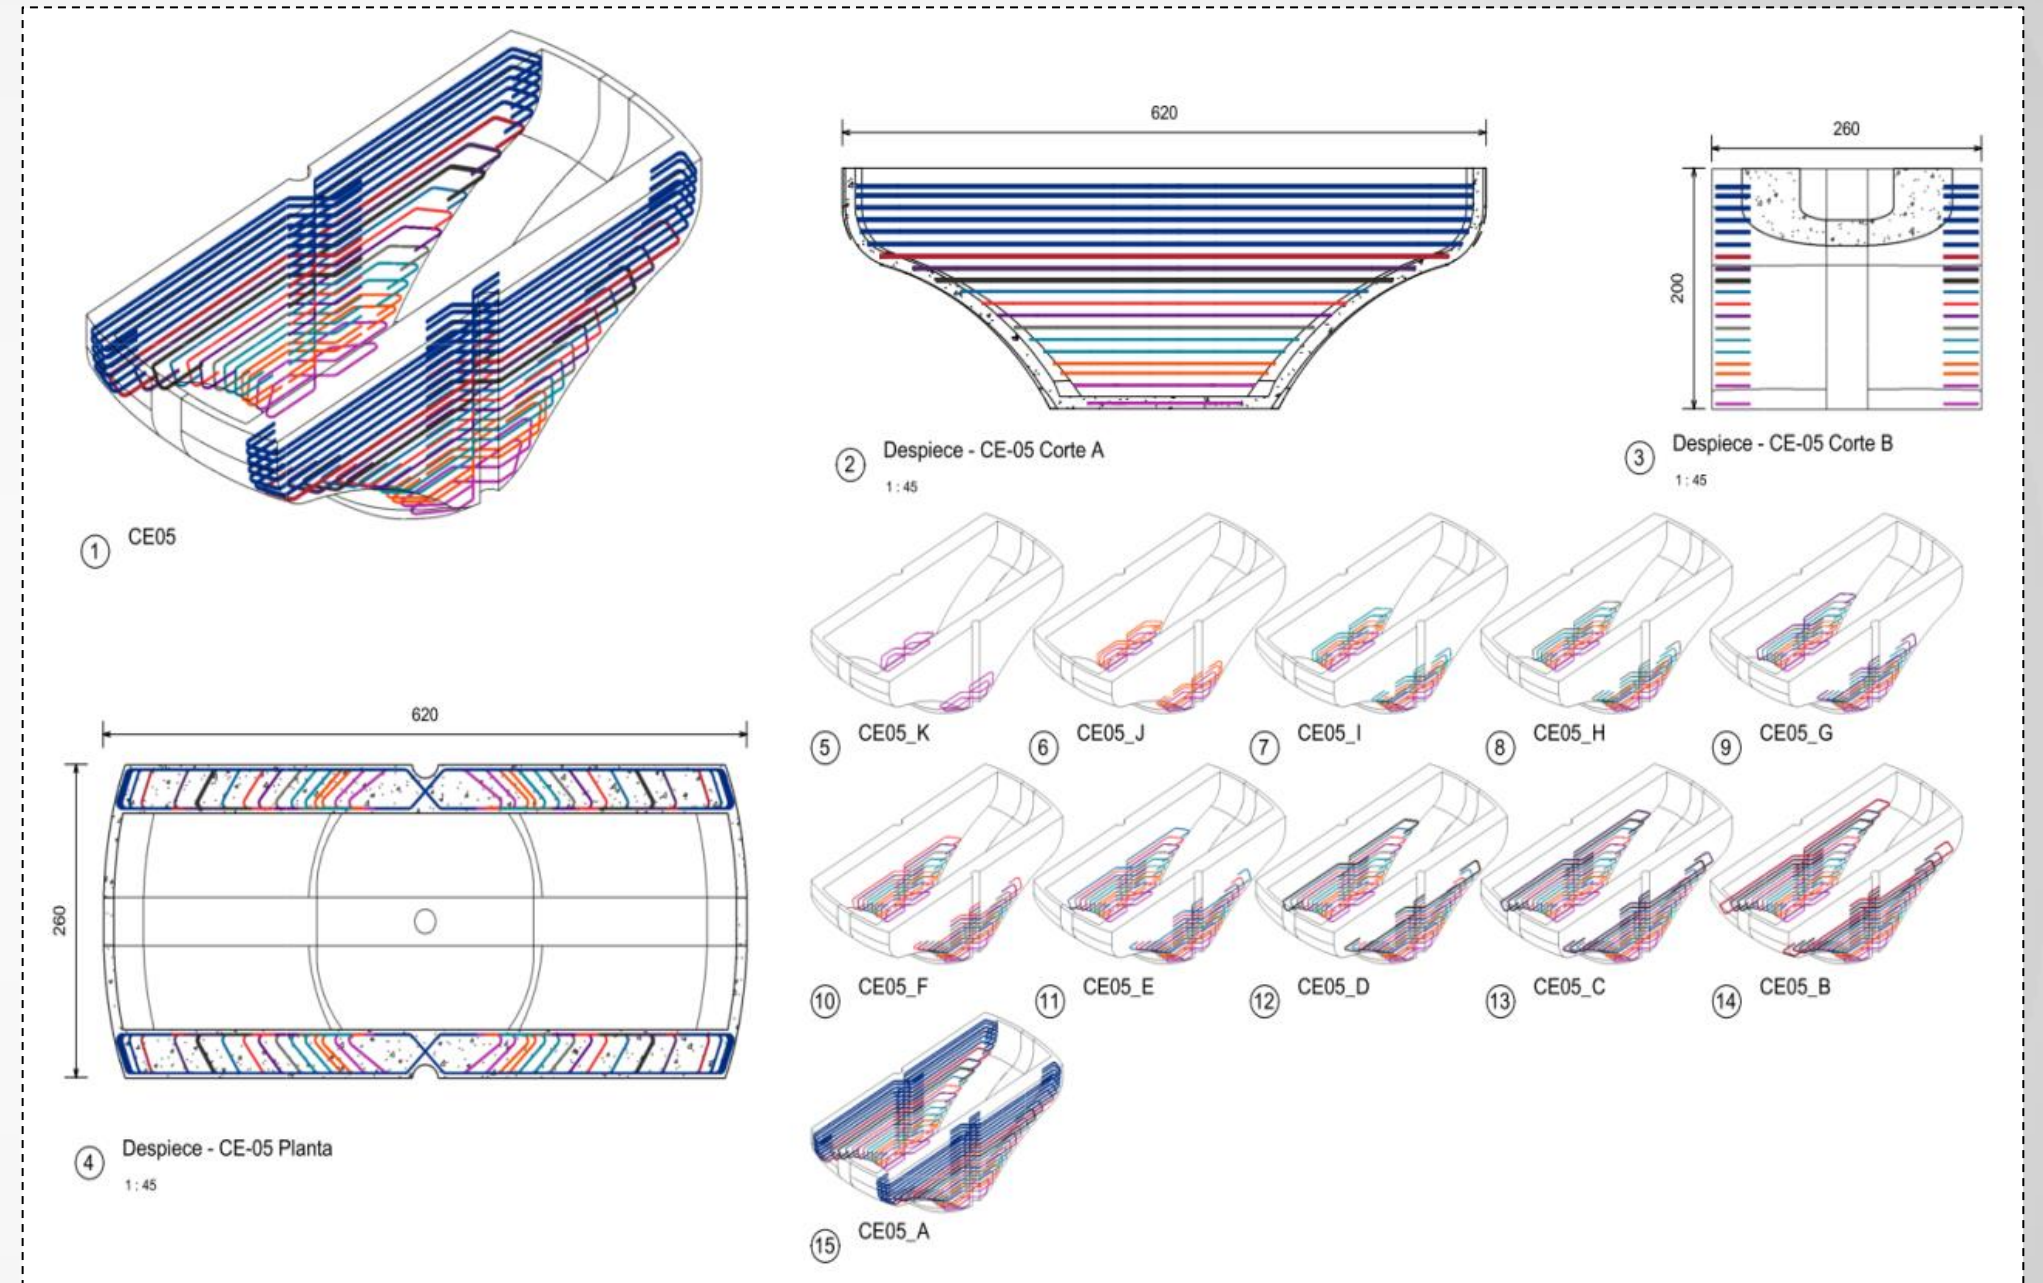 1 CE05
620
2 Despiece - CE-05 Corte A
1 : 45
260
200
3 Despiece - CE-05 Corte B
1 : 45
620
260
4 Despiece - CE-05 Planta
1 : 45
5 CE05_K
6 CE05_J
7 CE05_I
8 CE05_H
9 CE05_G
10 CE05_F
11 CE05_E
12 CE05_D
13 CE05_C
14 CE05_B
15 CE05_A